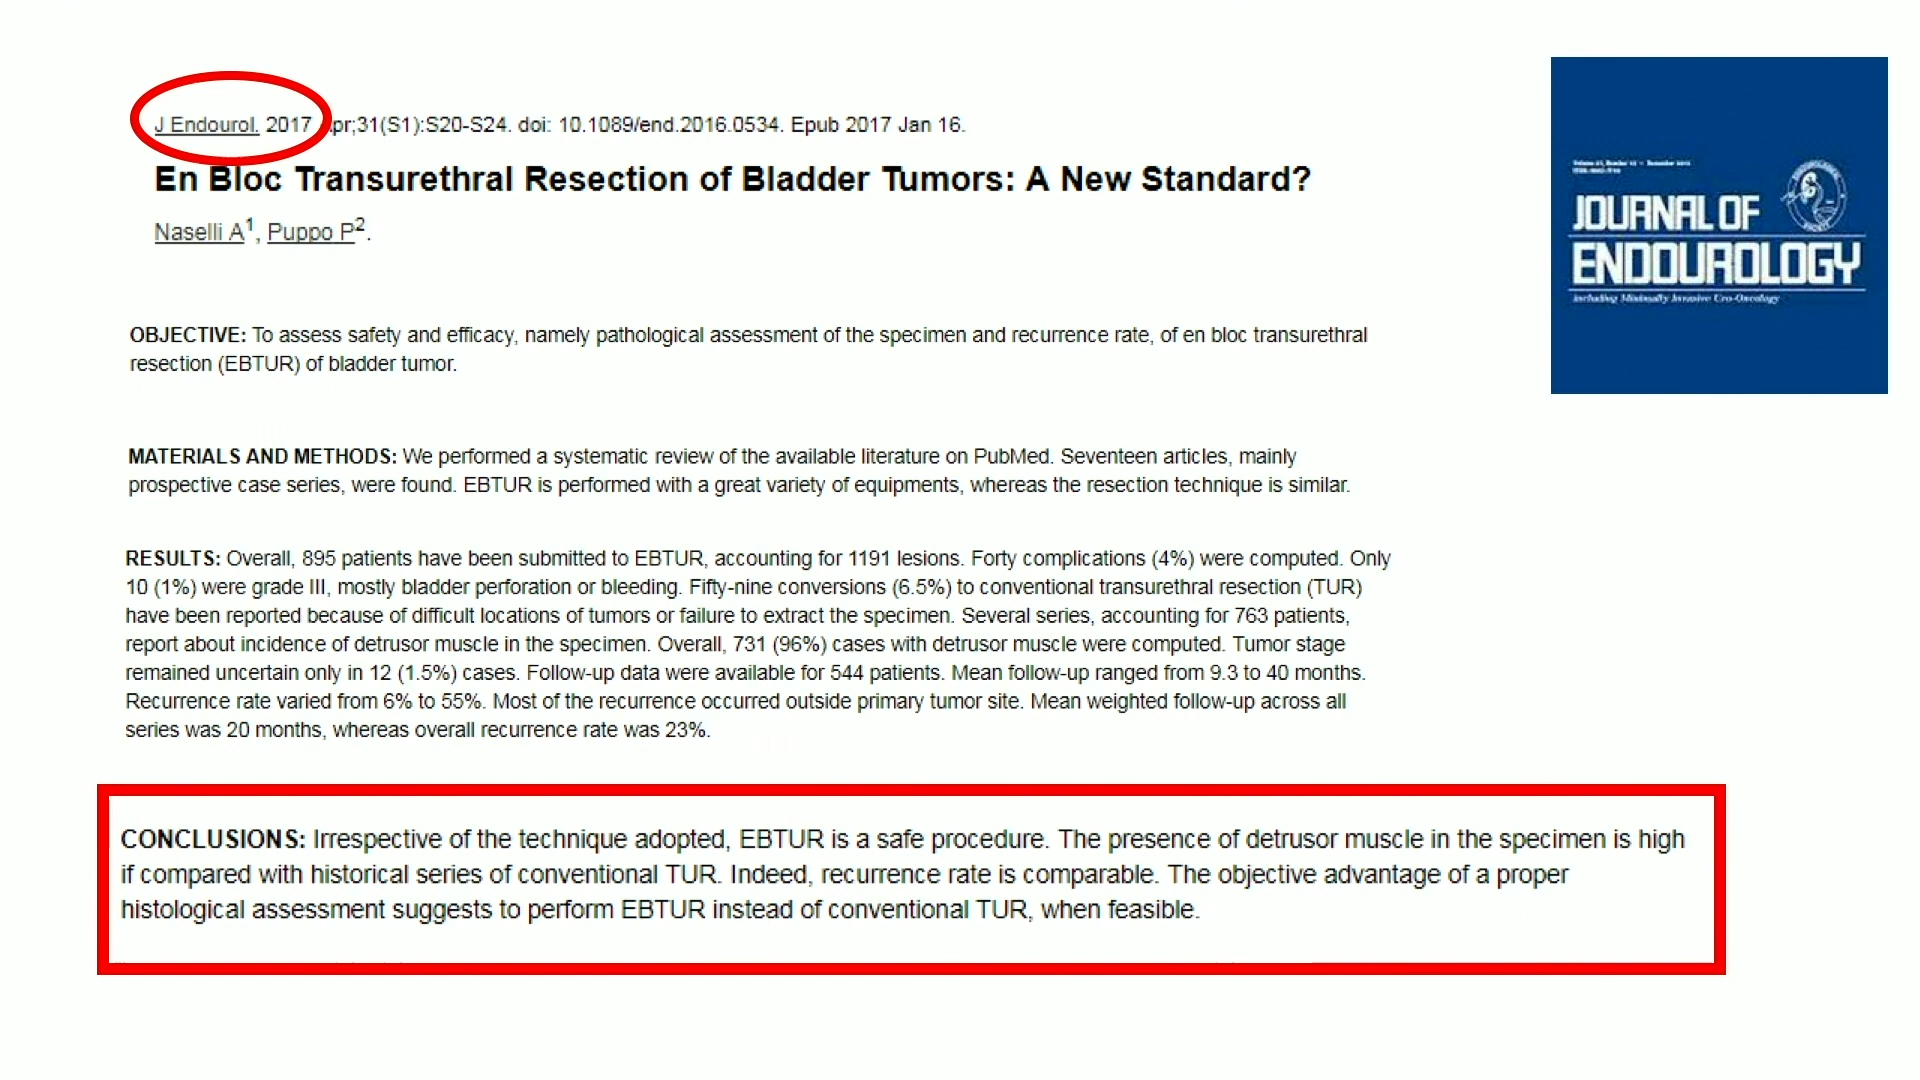 J Endourol. 2017 pr;31(S1):S20-S24. doi: 10.1089/end.2016.0534. Epub 2017 Jan 16.
En Bloc Transurethral Resection of Bladder Tumors: A New Standard?
Naselli A1, Puppo P2.
JOURNAL OF
ENDOUROLOGY
including Minimally Invasive Uro-Oncology
OBJECTIVE: To assess safety and efficacy, namely pathological assessment of the specimen and recurrence rate, of en bloc transurethral
resection (EBTUR) of bladder tumor.
MATERIALS AND METHODS: We performed a systematic review of the available literature on PubMed. Seventeen articles, mainly
prospective case series, were found. EBTUR is performed with a great variety of equipments, whereas the resection technique is similar.
RESULTS: Overall, 895 patients have been submitted to EBTUR, accounting for 1191 lesions. Forty complications (4%) were computed. Only
10 (1%) were grade III, mostly bladder perforation or bleeding. Fifty-nine conversions (6.5%) to conventional transurethral resection (TUR)
have been reported because of difficult locations of tumors or failure to extract the specimen. Several series, accounting for 763 patients,
report about incidence of detrusor muscle in the specimen. Overall, 731 (96%) cases with detrusor muscle were computed. Tumor stage
remained uncertain only in 12 (1.5%) cases. Follow-up data were available for 544 patients. Mean follow-up ranged from 9.3 to 40 months.
Recurrence rate varied from 6% to 55%. Most of the recurrence occurred outside primary tumor site. Mean weighted follow-up across all
series was 20 months, whereas overall recurrence rate was 23%.
CONCLUSIONS: Irrespective of the technique adopted, EBTUR is a safe procedure. The presence of detrusor muscle in the specimen is high
if compared with historical series of conventional TUR. Indeed, recurrence rate is comparable. The objective advantage of a proper
histological assessment suggests to perform EBTUR instead of conventional TUR, when feasible.